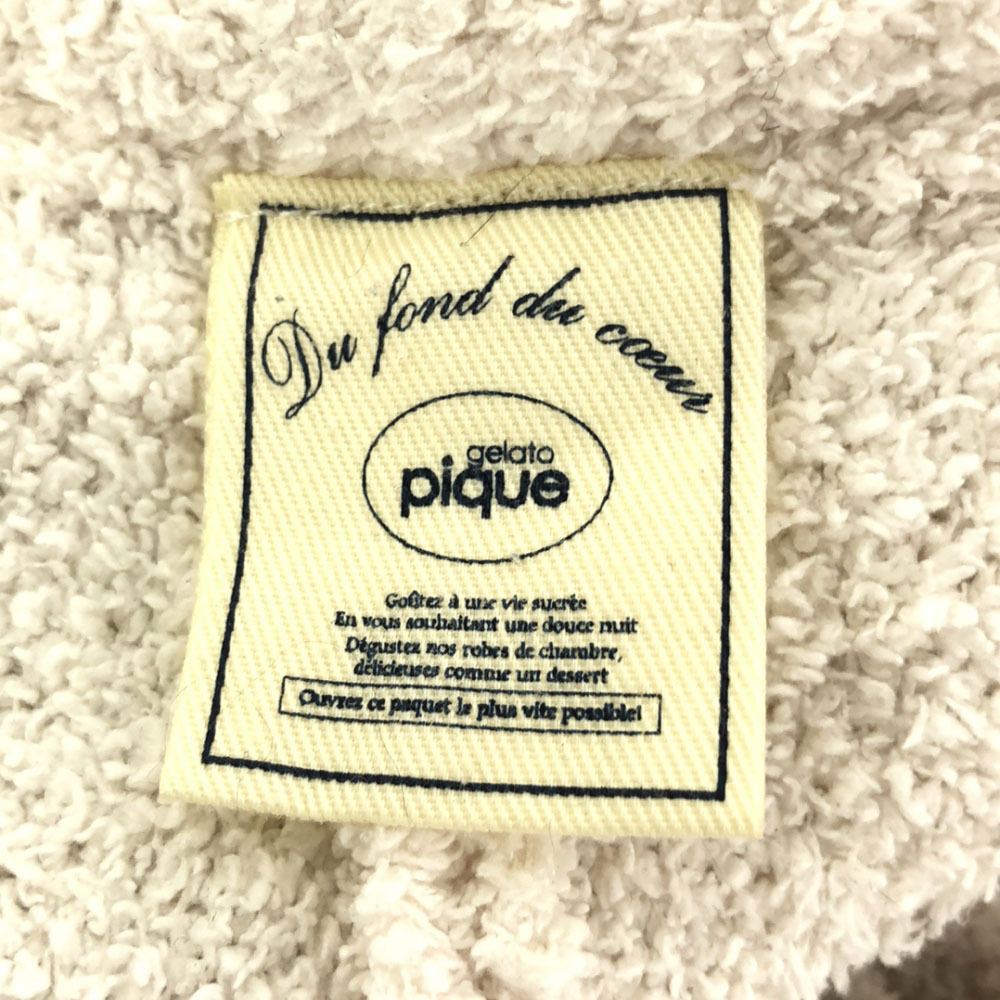 Du fond du cœur
gelato
pique
Goûtez à une vie sucrée
En vous souhaitant une douce nuit
Dégustez nos robes de chambre,
délicieuses comme un dessert
Ouvrez ce paquet le plus vite possible!